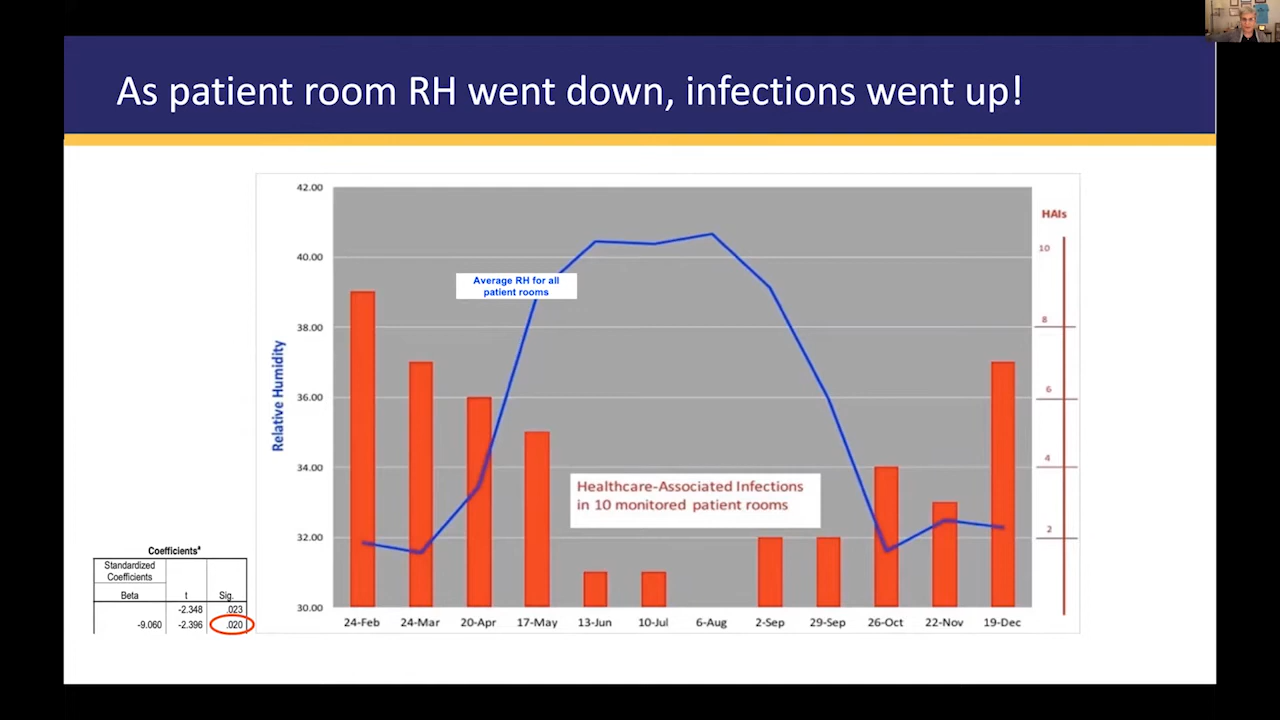 As patient room RH went down, infections went up!
42.00
40.00
38.00
36.00
34.00
32.00
30.00
Relative Humidity
Average RH for all
patient rooms
Healthcare-Associated Infections
in 10 monitored patient rooms
HAIs
10
8
6
4
2
24-Feb 24-Mar 20-Apr 17-May 13-Jun 10-Jul 6-Aug 2-Sep 29-Sep 26-Oct 22-Nov 19-Dec
Coefficientsᵃ
Standardized
Coefficients
Beta t Sig.
-2.348 .023
-9.060 -2.396 .020